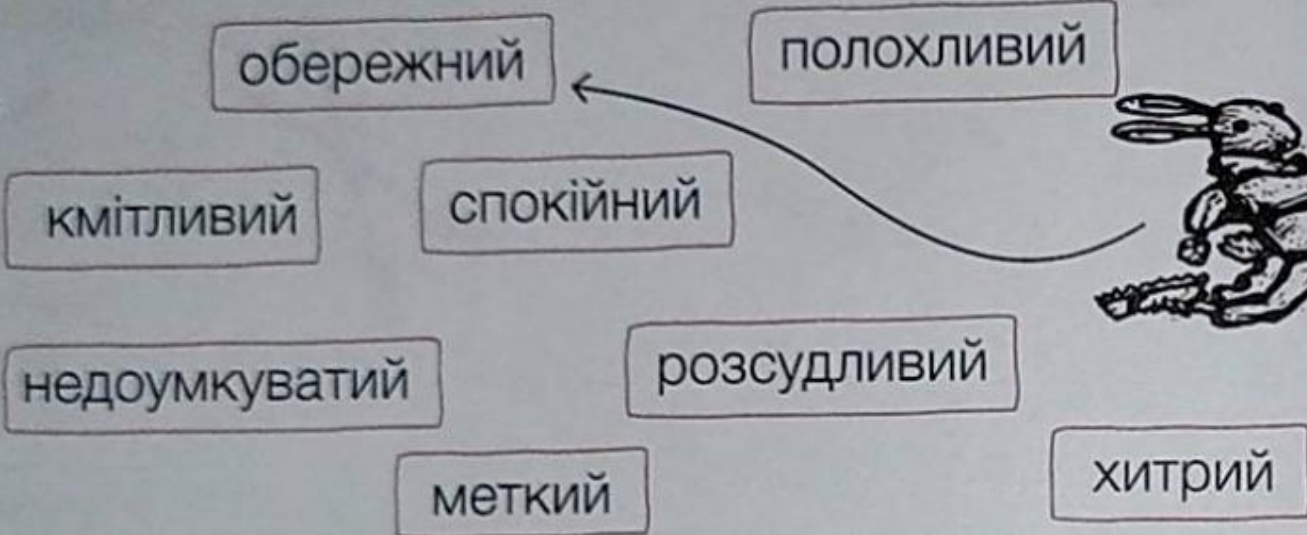 обережний
полохливий
кмітливий
спокійний
недоумкуватий
розсудливий
меткий
хитрий